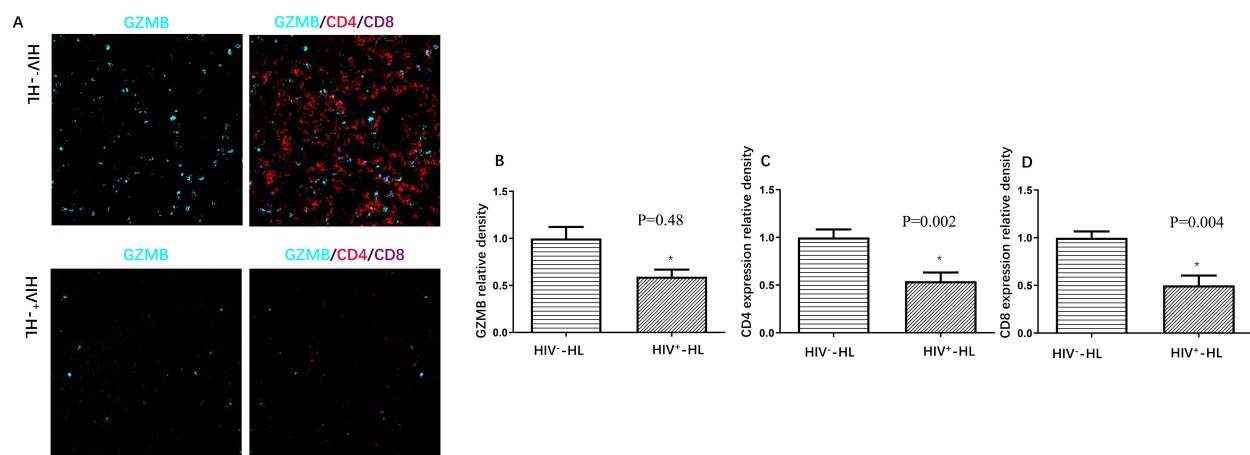 A
GZMB
GZMB/CD4/CD8
HIV⁻-HL
GZMB
GZMB/CD4/CD8
HIV⁺-HL
B
GZMB relative density
1.5
1.0
0.5
0.0
P=0.48
*
HIV⁻-HL
HIV⁺-HL
C
CD4 expression relative density
1.5
1.0
0.5
0.0
P=0.002
*
HIV⁻-HL
HIV⁺-HL
D
CD8 expression relative density
1.5
1.0
0.5
0.0
P=0.004
*
HIV⁻-HL
HIV⁺-HL